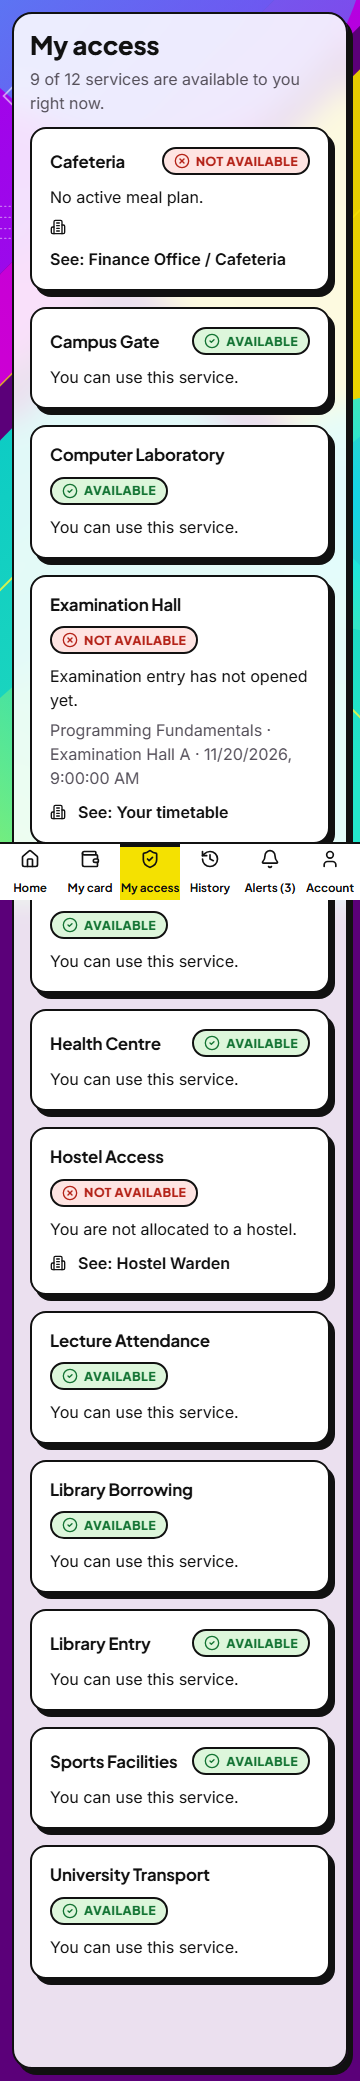 My access
9 of 12 services are available to you
right now.
Cafeteria
NOT AVAILABLE
No active meal plan.
See: Finance Office / Cafeteria
Campus Gate
AVAILABLE
You can use this service.
Computer Laboratory
AVAILABLE
You can use this service.
Examination Hall
NOT AVAILABLE
Examination entry has not opened
yet.
Programming Fundamentals ·
Examination Hall A · 11/20/2026,
9:00:00 AM
See: Your timetable
Home
My card
My access
History
Alerts (3)
Account
AVAILABLE
You can use this service.
Health Centre
AVAILABLE
You can use this service.
Hostel Access
NOT AVAILABLE
You are not allocated to a hostel.
See: Hostel Warden
Lecture Attendance
AVAILABLE
You can use this service.
Library Borrowing
AVAILABLE
You can use this service.
Library Entry
AVAILABLE
You can use this service.
Sports Facilities
AVAILABLE
You can use this service.
University Transport
AVAILABLE
You can use this service.